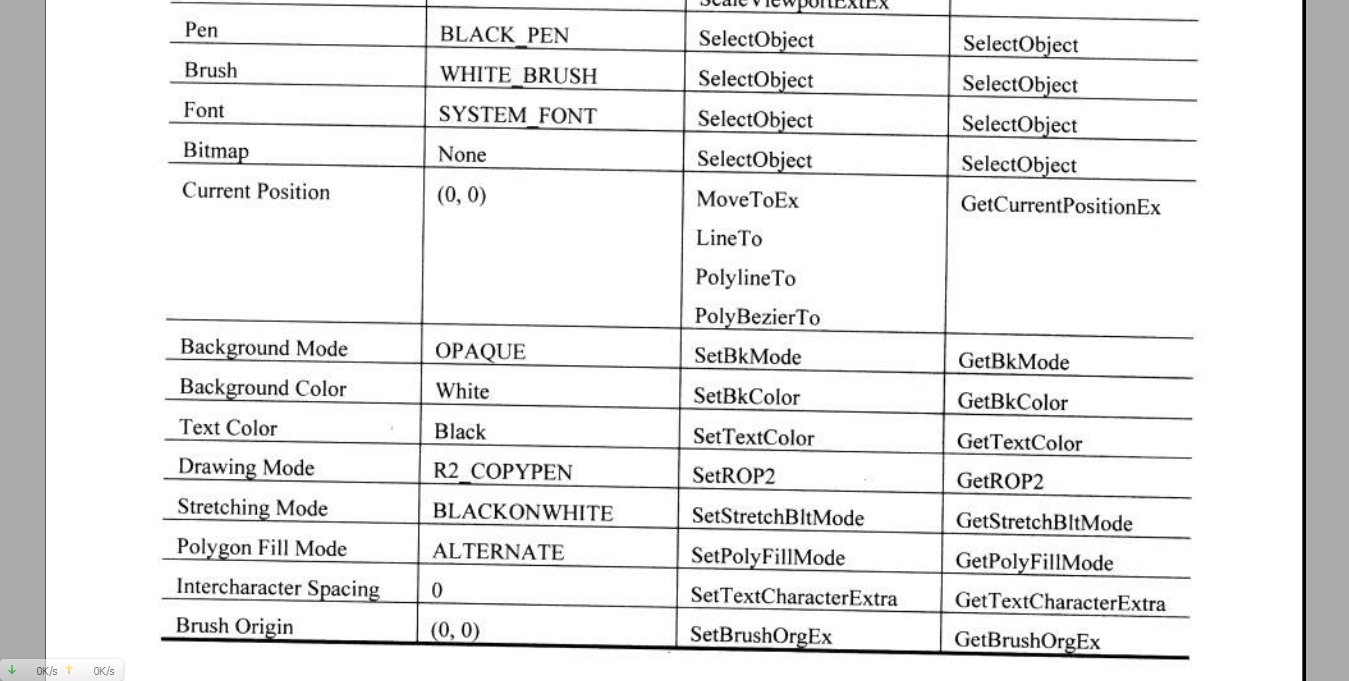 ScaleViewportExtEx
Pen BLACK_PEN SelectObject SelectObject
Brush WHITE_BRUSH SelectObject SelectObject
Font SYSTEM_FONT SelectObject SelectObject
Bitmap None SelectObject SelectObject
Current Position (0, 0) MoveToEx GetCurrentPositionEx
LineTo
PolylineTo
PolyBezierTo
Background Mode OPAQUE SetBkMode GetBkMode
Background Color White SetBkColor GetBkColor
Text Color Black SetTextColor GetTextColor
Drawing Mode R2_COPYPEN SetROP2 GetROP2
Stretching Mode BLACKONWHITE SetStretchBltMode GetStretchBltMode
Polygon Fill Mode ALTERNATE SetPolyFillMode GetPolyFillMode
Intercharacter Spacing 0 SetTextCharacterExtra GetTextCharacterExtra
Brush Origin (0, 0) SetBrushOrgEx GetBrushOrgEx
↓ 0K/s ↑ 0K/s